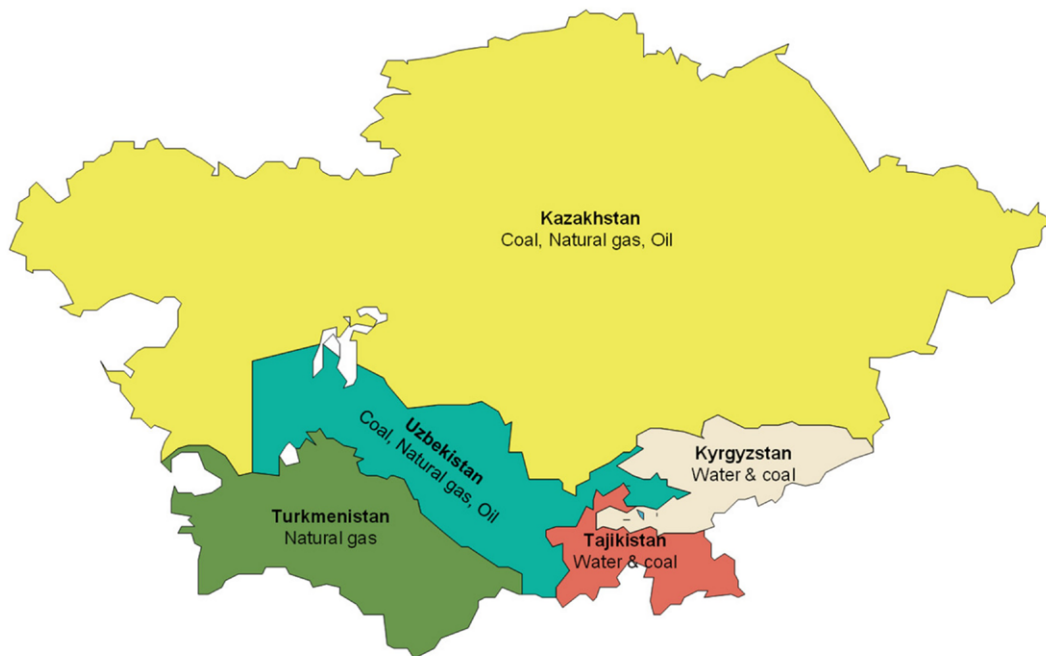 Kazakhstan
Coal, Natural gas, Oil
Uzbekistan
Coal, Natural gas, Oil
Kyrgyzstan
Water & coal
Turkmenistan
Natural gas
Tajikistan
Water & coal